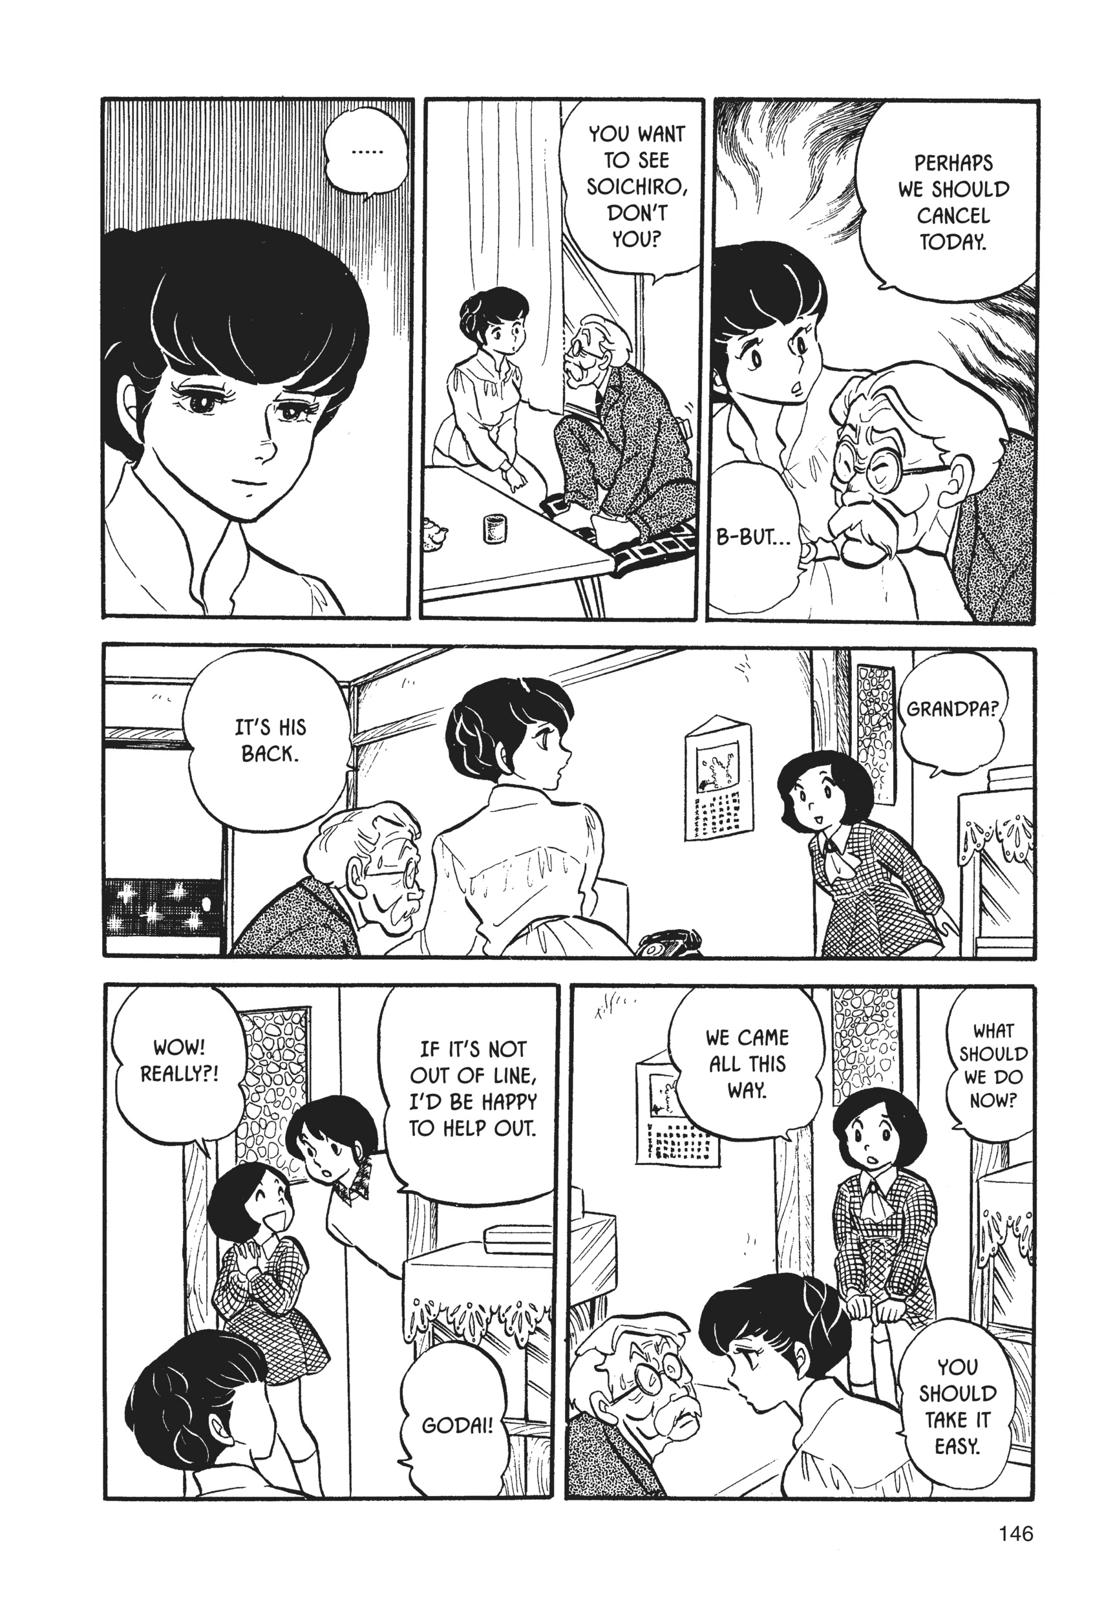 PERHAPS
WE SHOULD
CANCEL
TODAY.
B-BUT...
YOU WANT
TO SEE
SOICHIRO,
DON'T
YOU?
.....
GRANDPA?
IT'S HIS
BACK.
WHAT
SHOULD
WE DO
NOW?
WE CAME
ALL THIS
WAY.
YOU
SHOULD
TAKE IT
EASY.
IF IT'S NOT
OUT OF LINE,
I'D BE HAPPY
TO HELP OUT.
WOW!
REALLY?!
GODAI!
146